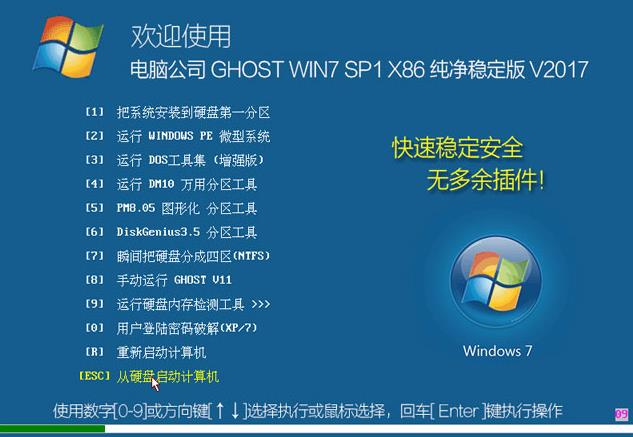 欢迎使用
电脑公司 GHOST WIN7 SP1 X86 纯净稳定版 V2017
[1] 把系统安装到硬盘第一分区
[2] 运行 WINDOWS PE 微型系统
[3] 运行 DOS工具集 (增强版)
[4] 运行 DM10 万用分区工具
[5] PM8.05 图形化 分区工具
[6] DiskGenius3.5 分区工具
[7] 瞬间把硬盘分成四区(NTFS)
[8] 手动运行 GHOST V11
[9] 运行硬盘内存检测工具 >>>
[0] 用户登陆密码破解(XP/7)
[R] 重新启动计算机
[ESC] 从硬盘启动计算机
快速稳定安全
无多余插件!
Windows 7
使用数字[0-9]或方向键[↑↓]选择执行或鼠标选择，回车[ Enter ]键执行操作
09